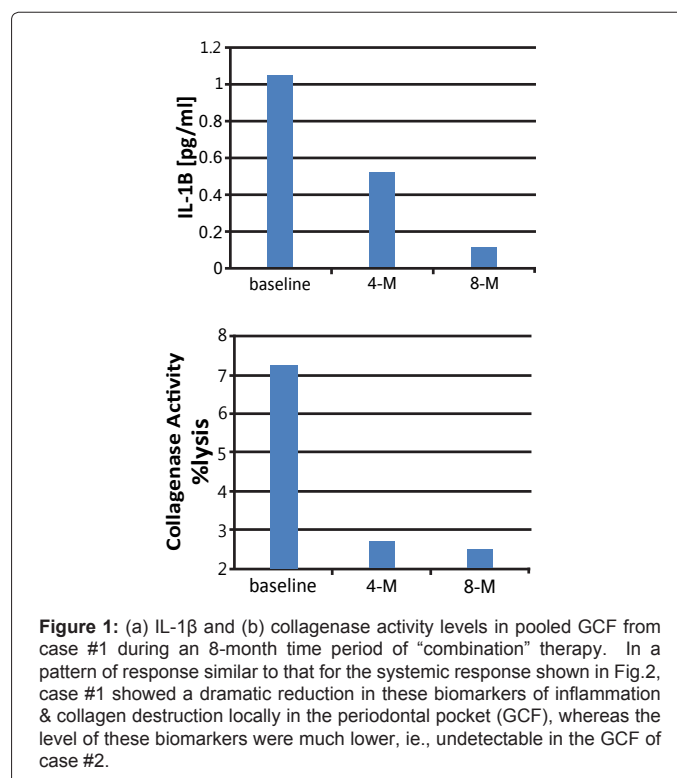 1.2
1
0.8
0.6
0.4
0.2
0
IL-1B [pg/ml]
baseline 4-M 8-M
8
7
6
5
4
3
2
Collagenase Activity
%lysis
baseline 4-M 8-M
Figure 1: (a) IL-1β and (b) collagenase activity levels in pooled GCF from
case #1 during an 8-month time period of “combination” therapy. In a
pattern of response similar to that for the systemic response shown in Fig.2,
case #1 showed a dramatic reduction in these biomarkers of inflammation
& collagen destruction locally in the periodontal pocket (GCF), whereas the
level of these biomarkers were much lower, ie., undetectable in the GCF of
case #2.